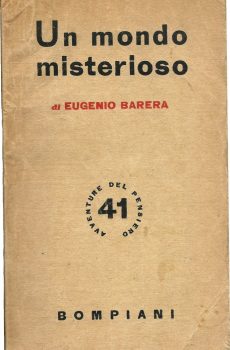 Un mondo
misterioso
di EUGENIO BARERA
AVVENTURE DEL PENSIERO
41
BOMPIANI